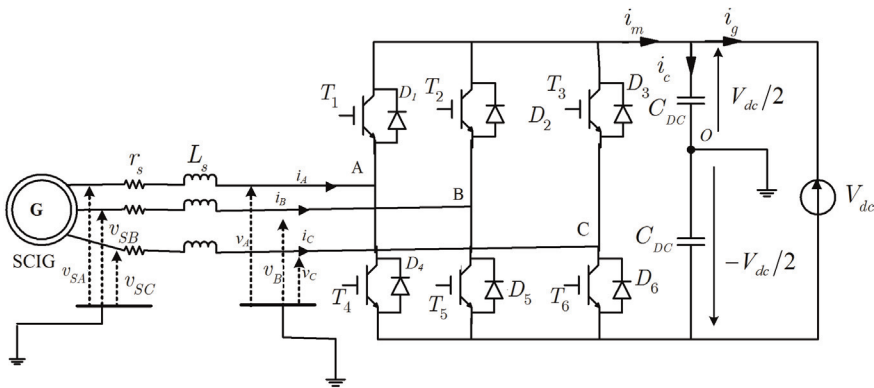 i_m
i_g
i_c
T_1
D_1
T_2
D_2
T_3
D_3
C_DC
V_dc/2
O
r_s
L_s
A
i_A
G
B
i_B
V_dc
SCIG
v_SB
v_A
C
i_C
C_DC
v_SA
v_SC
v_B
v_C
D_4
T_4
T_5
D_5
T_6
D_6
-V_dc/2